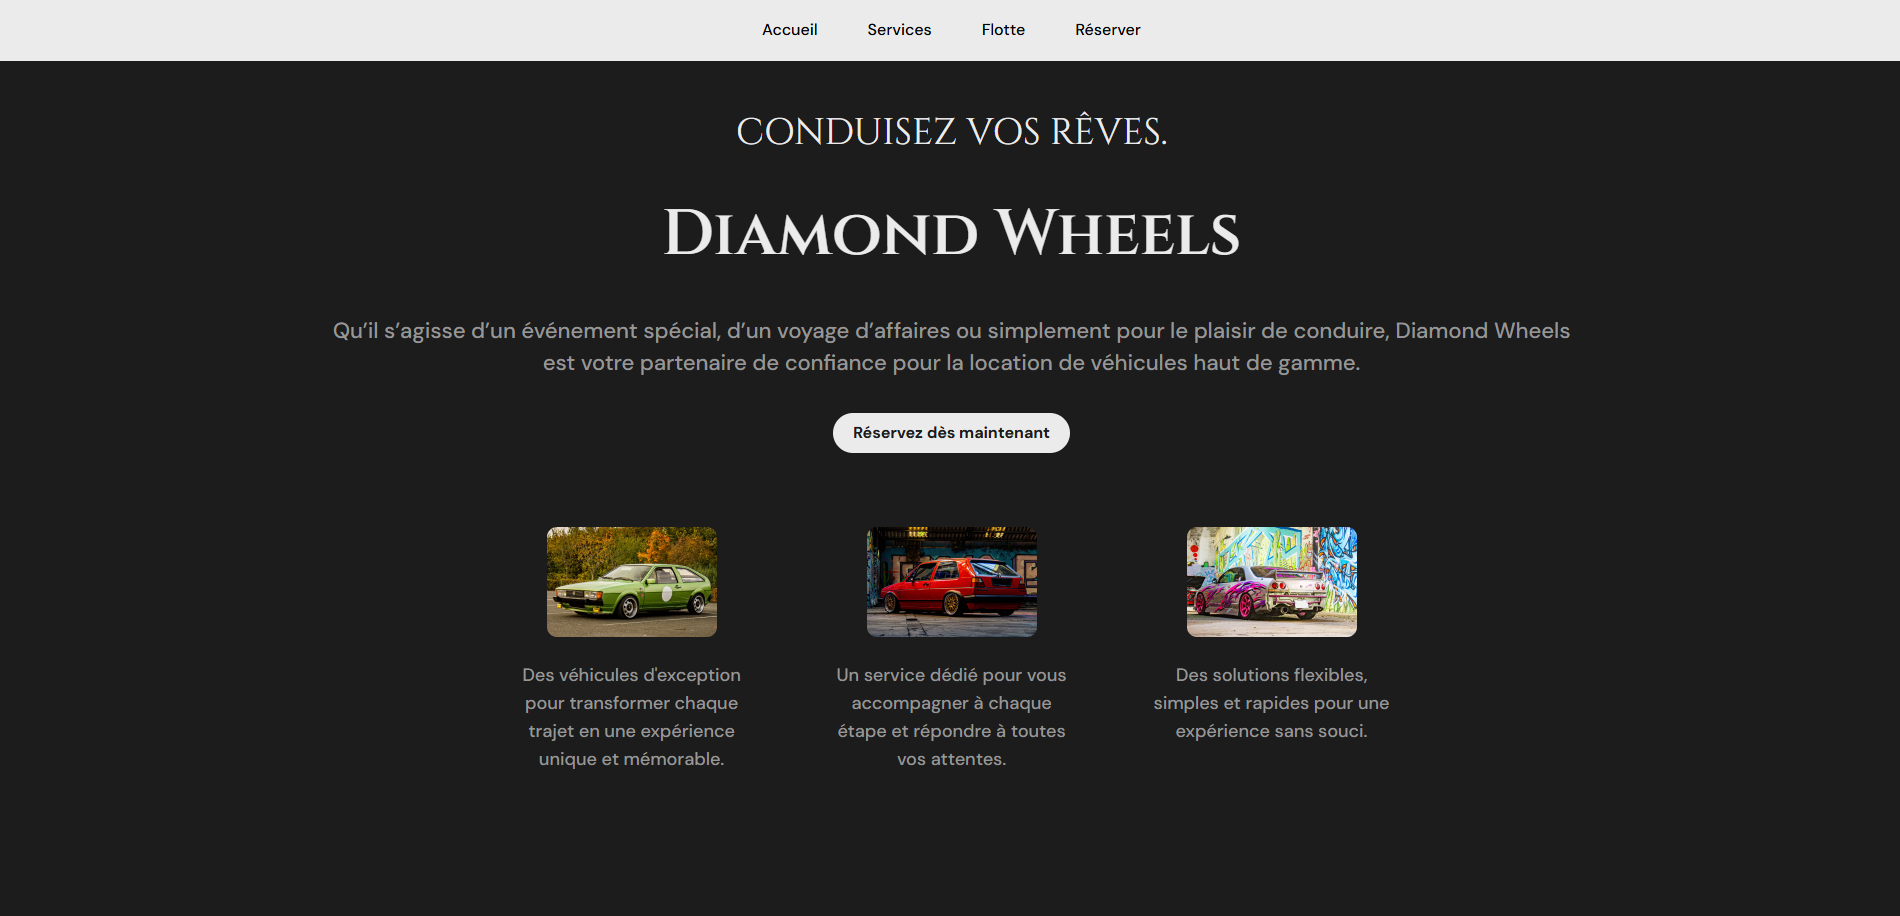 Accueil Services Flotte Réserver
CONDUISEZ VOS RÊVES.
Diamond Wheels
Qu’il s’agisse d’un événement spécial, d’un voyage d’affaires ou simplement pour le plaisir de conduire, Diamond Wheels
est votre partenaire de confiance pour la location de véhicules haut de gamme.
Réservez dès maintenant
Des véhicules d'exception
pour transformer chaque
trajet en une expérience
unique et mémorable.
Un service dédié pour vous
accompagner à chaque
étape et répondre à toutes
vos attentes.
Des solutions flexibles,
simples et rapides pour une
expérience sans souci.